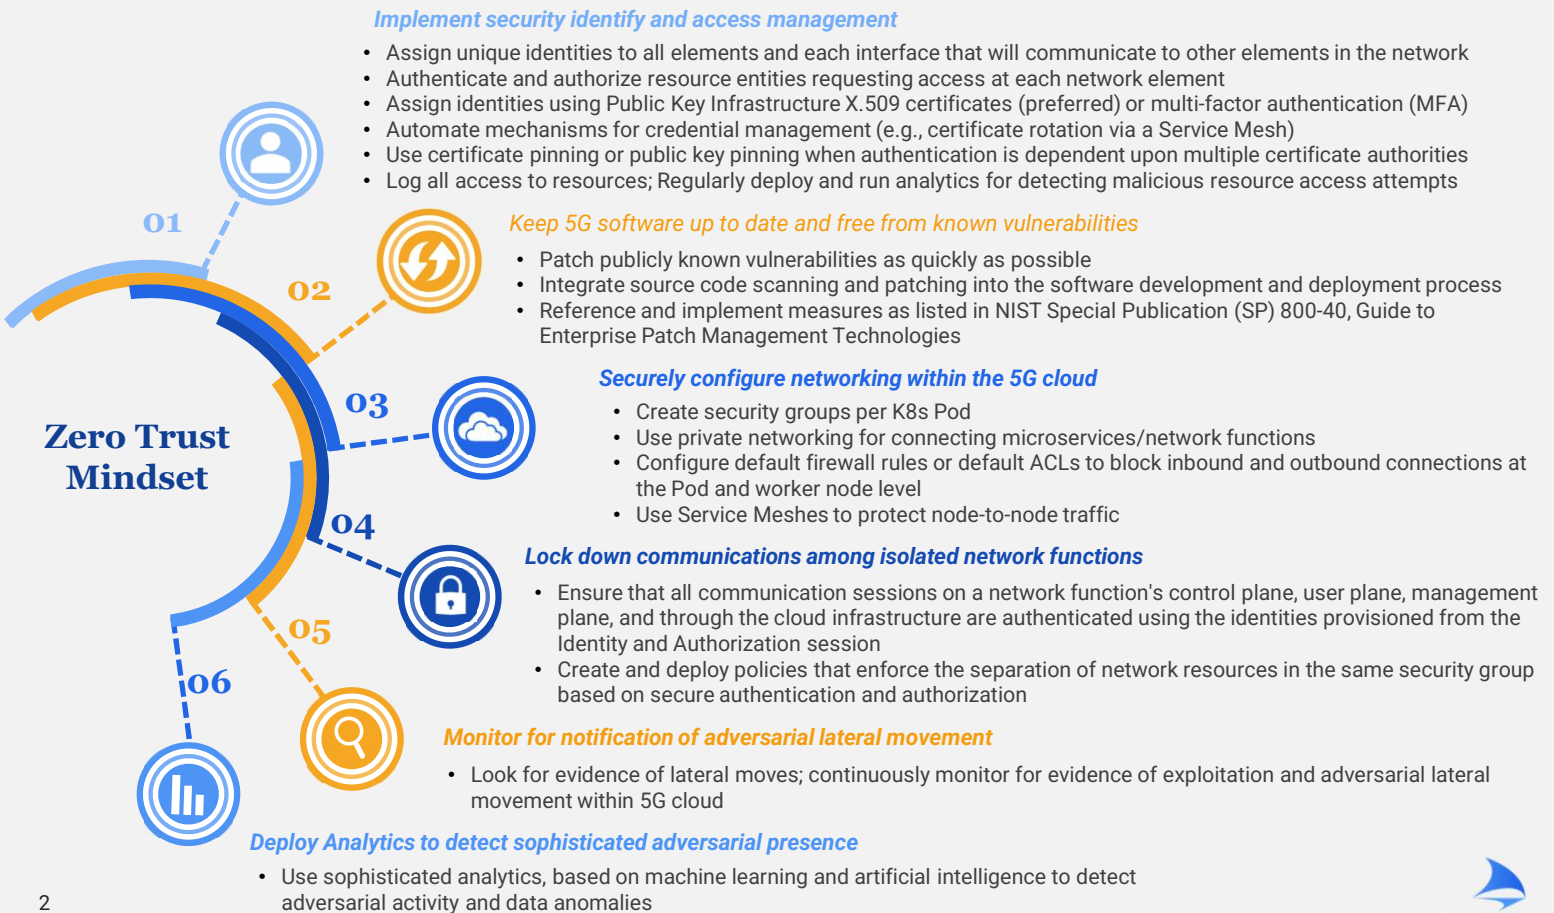 Implement security identify and access management
• Assign unique identities to all elements and each interface that will communicate to other elements in the network
• Authenticate and authorize resource entities requesting access at each network element
• Assign identities using Public Key Infrastructure X.509 certificates (preferred) or multi-factor authentication (MFA)
• Automate mechanisms for credential management (e.g., certificate rotation via a Service Mesh)
• Use certificate pinning or public key pinning when authentication is dependent upon multiple certificate authorities
• Log all access to resources; Regularly deploy and run analytics for detecting malicious resource access attempts
01
Keep 5G software up to date and free from known vulnerabilities
• Patch publicly known vulnerabilities as quickly as possible
• Integrate source code scanning and patching into the software development and deployment process
• Reference and implement measures as listed in NIST Special Publication (SP) 800-40, Guide to
Enterprise Patch Management Technologies
02
Securely configure networking within the 5G cloud
• Create security groups per K8s Pod
• Use private networking for connecting microservices/network functions
• Configure default firewall rules or default ACLs to block inbound and outbound connections at
the Pod and worker node level
• Use Service Meshes to protect node-to-node traffic
03
Zero Trust
Mindset
04
Lock down communications among isolated network functions
• Ensure that all communication sessions on a network function's control plane, user plane, management
plane, and through the cloud infrastructure are authenticated using the identities provisioned from the
Identity and Authorization session
• Create and deploy policies that enforce the separation of network resources in the same security group
based on secure authentication and authorization
05
Monitor for notification of adversarial lateral movement
• Look for evidence of lateral moves; continuously monitor for evidence of exploitation and adversarial lateral
movement within 5G cloud
06
Deploy Analytics to detect sophisticated adversarial presence
• Use sophisticated analytics, based on machine learning and artificial intelligence to detect
adversarial activity and data anomalies
2